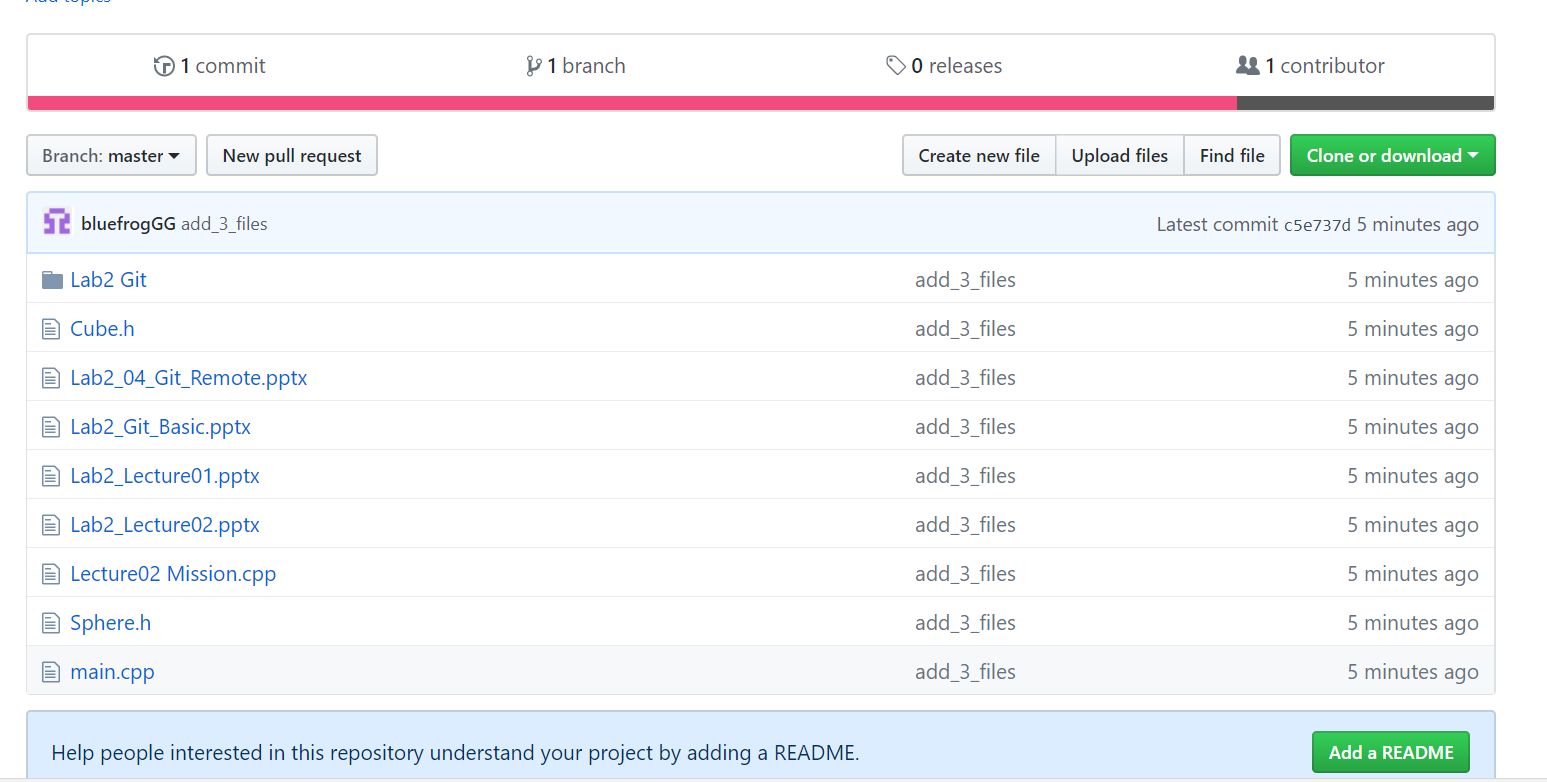 Add topics
1 commit
1 branch
0 releases
1 contributor
Branch: master
New pull request
Create new file
Upload files
Find file
Clone or download
bluefrogGG add_3_files
Latest commit c5e737d 5 minutes ago
Lab2 Git add_3_files 5 minutes ago
Cube.h add_3_files 5 minutes ago
Lab2_04_Git_Remote.pptx add_3_files 5 minutes ago
Lab2_Git_Basic.pptx add_3_files 5 minutes ago
Lab2_Lecture01.pptx add_3_files 5 minutes ago
Lab2_Lecture02.pptx add_3_files 5 minutes ago
Lecture02 Mission.cpp add_3_files 5 minutes ago
Sphere.h add_3_files 5 minutes ago
main.cpp add_3_files 5 minutes ago
Help people interested in this repository understand your project by adding a README.
Add a README